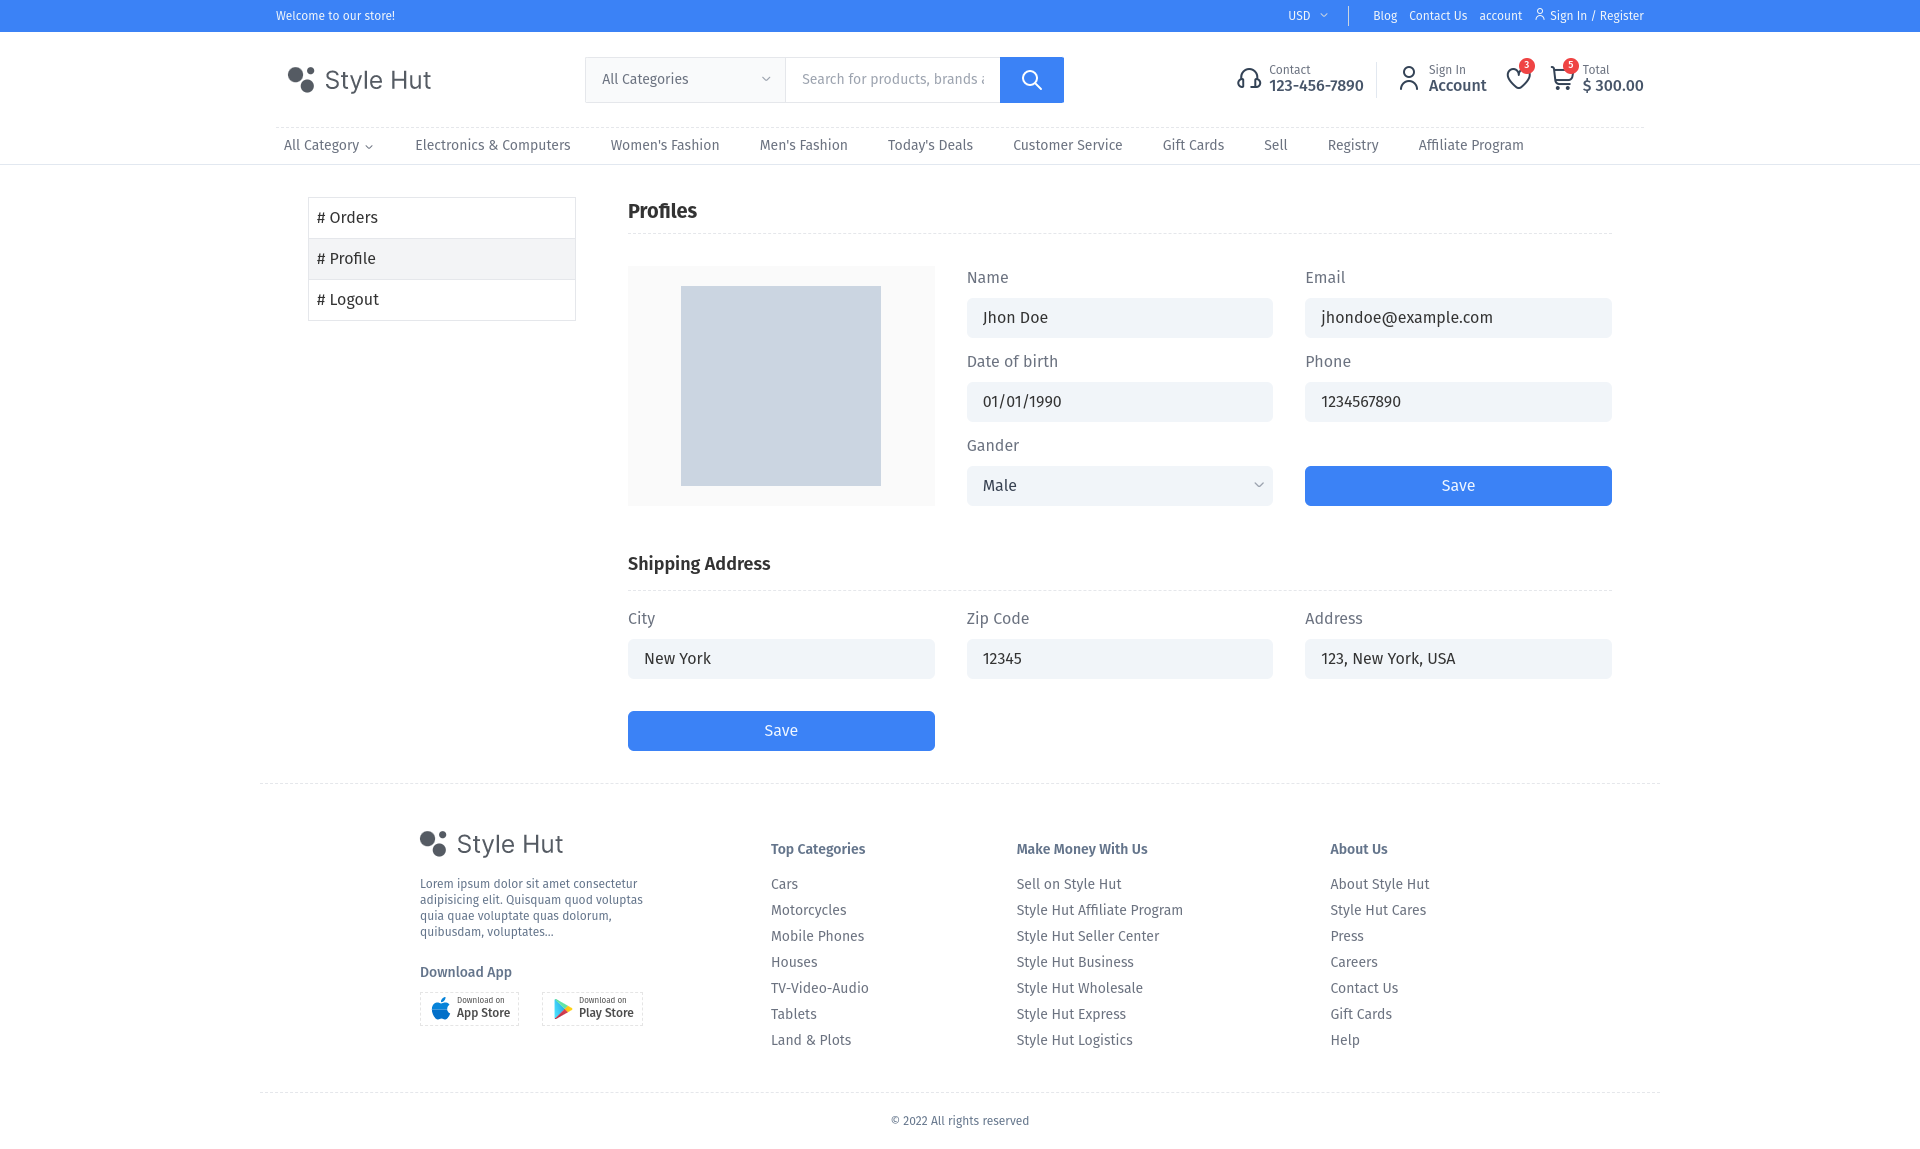 Welcome to our store!
USD
Blog Contact Us account Sign In / Register
Style Hut
All Categories
Search for products, brands a
Contact
123-456-7890
Sign In
Account
3
5
Total
$ 300.00
All Category
Electronics & Computers
Women's Fashion
Men's Fashion
Today's Deals
Customer Service
Gift Cards
Sell
Registry
Affiliate Program
# Orders
# Profile
# Logout
Profiles
Name
Jhon Doe
Email
jhondoe@example.com
Date of birth
01/01/1990
Phone
1234567890
Gander
Male
Save
Shipping Address
City
New York
Zip Code
12345
Address
123, New York, USA
Save
Style Hut
Lorem ipsum dolor sit amet consectetur
adipisicing elit. Quisquam quod voluptas
quia quae voluptate quas dolorum,
quibusdam, voluptates...
Download App
Download on
App Store
Download on
Play Store
Top Categories
Cars
Motorcycles
Mobile Phones
Houses
TV-Video-Audio
Tablets
Land & Plots
Make Money With Us
Sell on Style Hut
Style Hut Affiliate Program
Style Hut Seller Center
Style Hut Business
Style Hut Wholesale
Style Hut Express
Style Hut Logistics
About Us
About Style Hut
Style Hut Cares
Press
Careers
Contact Us
Gift Cards
Help
© 2022 All rights reserved